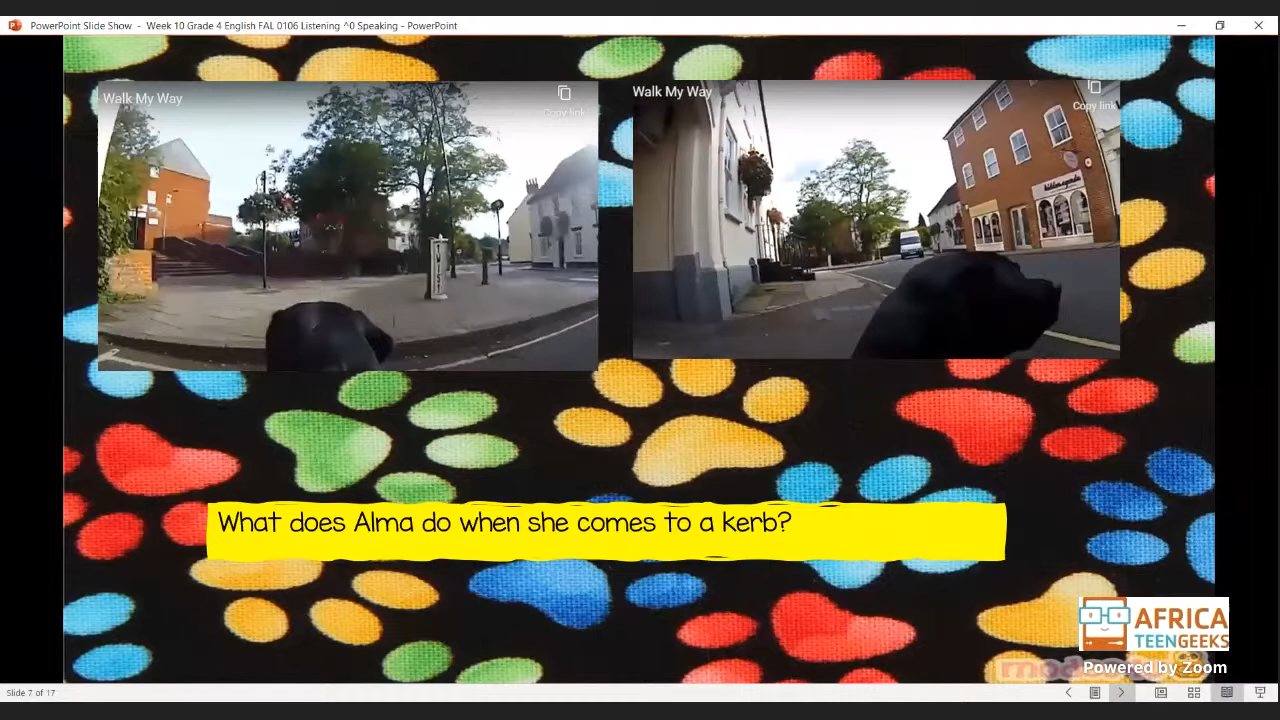 PowerPoint Slide Show - Week 10 Grade 4 English FAL 0106 Listening ^0 Speaking - PowerPoint
Walk My Way
Copy link
Walk My Way
Copy link
What does Alma do when she comes to a kerb?
AFRICA
TEENGEEKS
Powered by Zoom
Slide 7 of 17